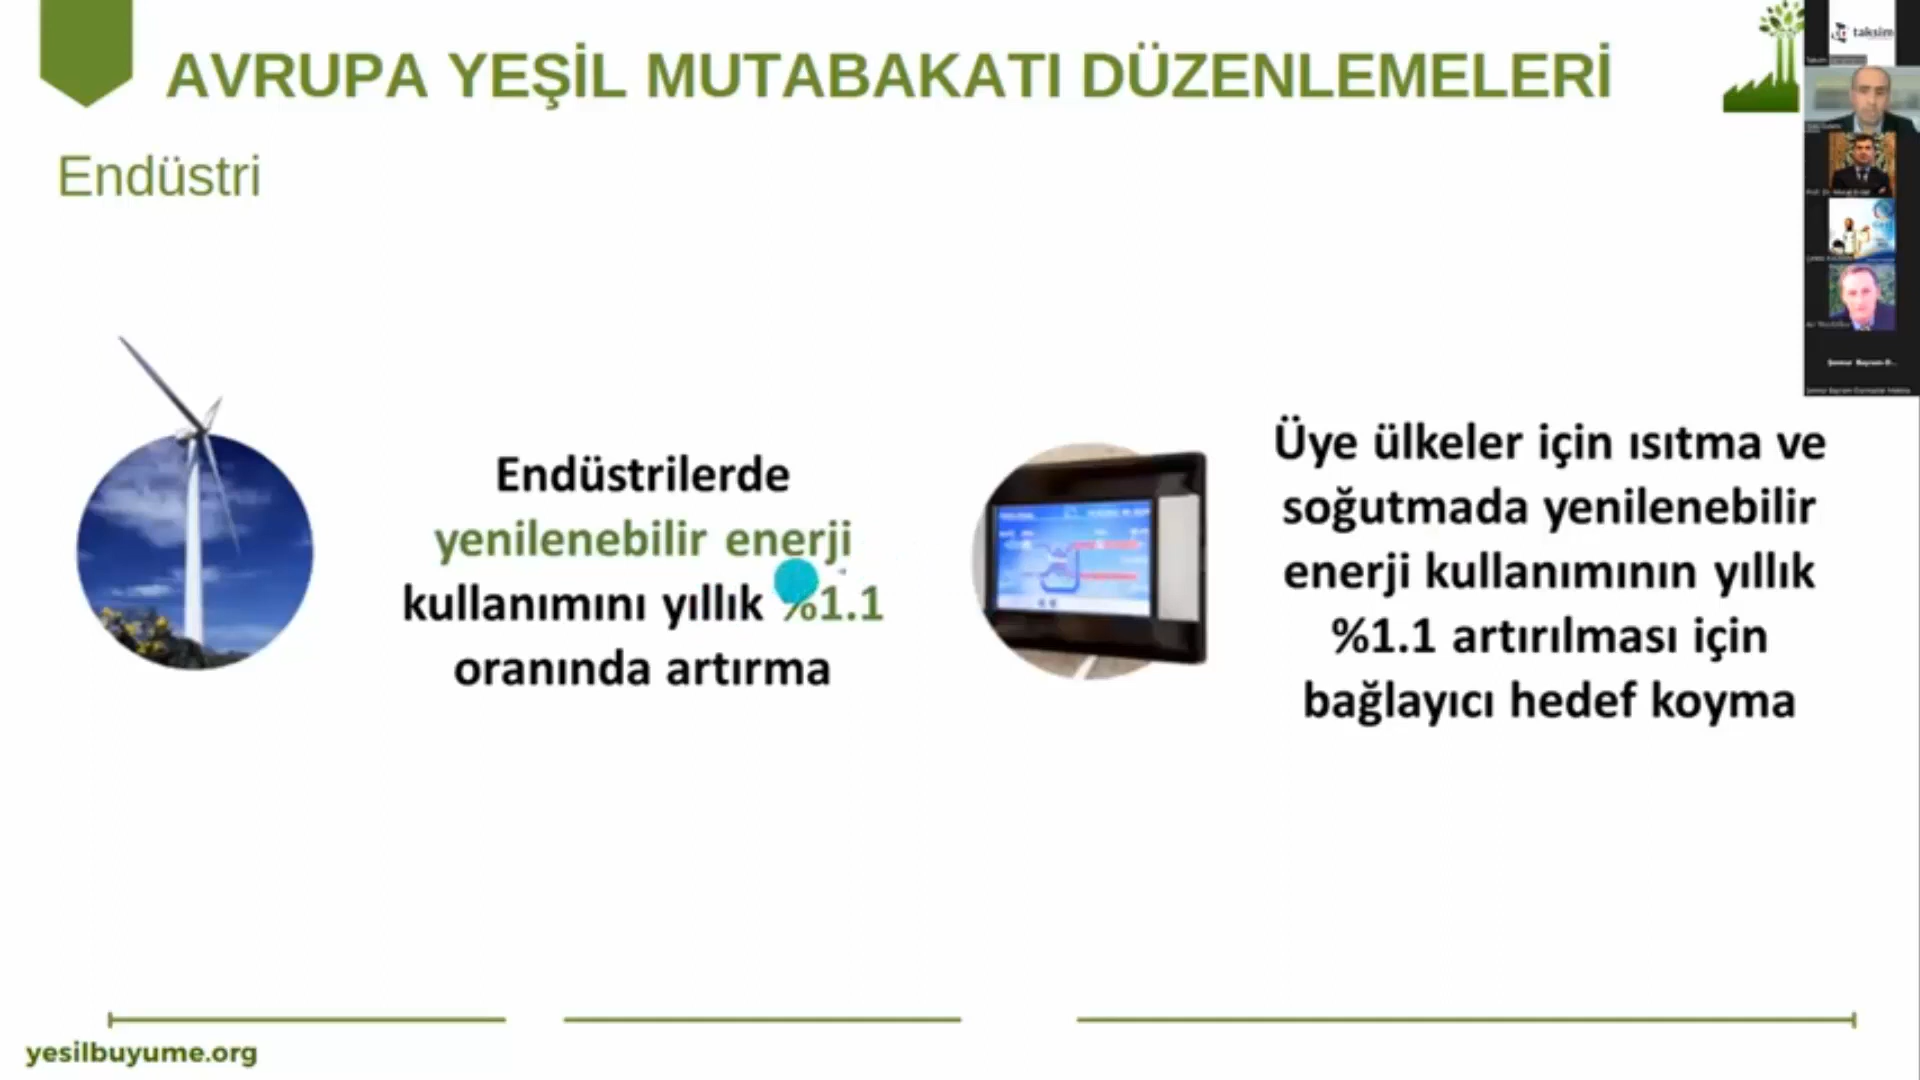 AVRUPA YEŞİL MUTABAKATI DÜZENLEMELERİ
taksim
Endüstri
Endüstrilerde
yenilenebilir enerji
kullanımını yıllık %1.1
oranında artırma
Üye ülkeler için ısıtma ve
soğutmada yenilenebilir
enerji kullanımının yıllık
%1.1 artırılması için
bağlayıcı hedef koyma
yesilbuyume.org